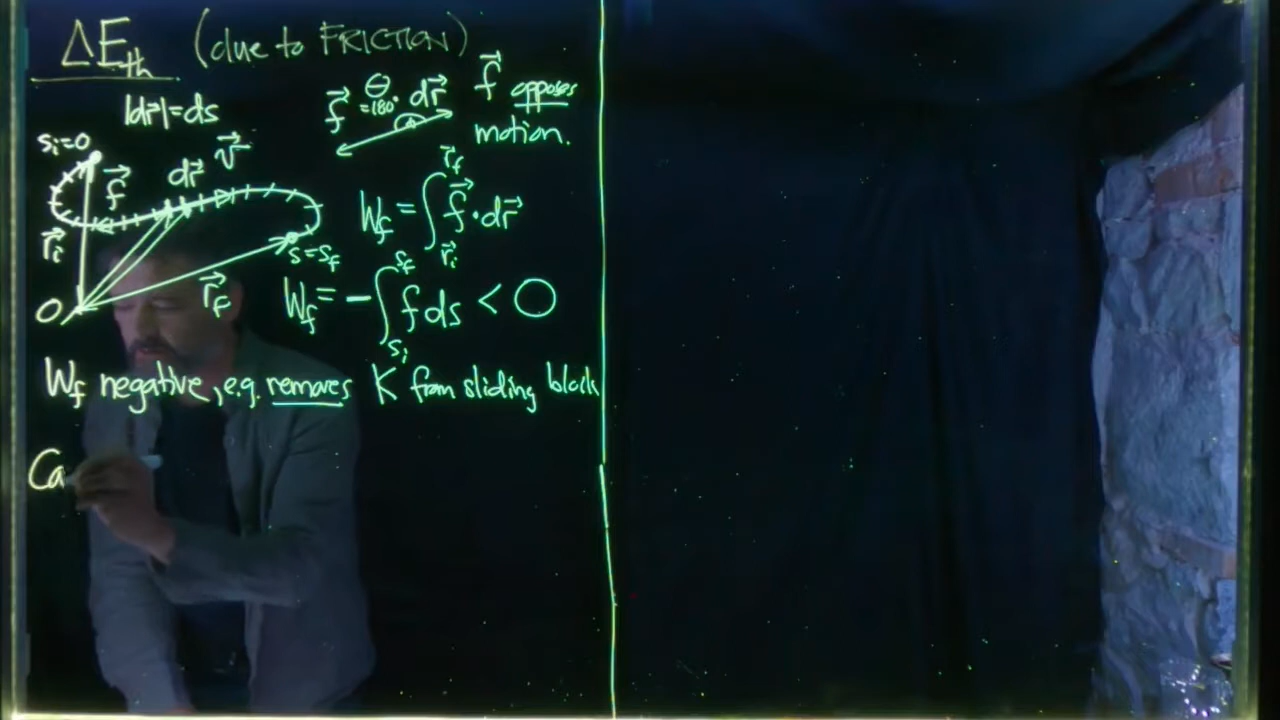 ΔE_th (due to FRICTION)
|dr⃗|=ds
f⃗ θ =180° dr⃗
f⃗ opposes
motion.
s_i=0
f⃗ dr⃗ v⃗
r⃗_i
s=s_f
r⃗_f
O
W_f = ∫_{r⃗_i}^{r⃗_f} f⃗·dr⃗
W_f = -∫_{s_i}^{s_f} f ds < 0
W_f negative, e.g. removes K from sliding block
Ca